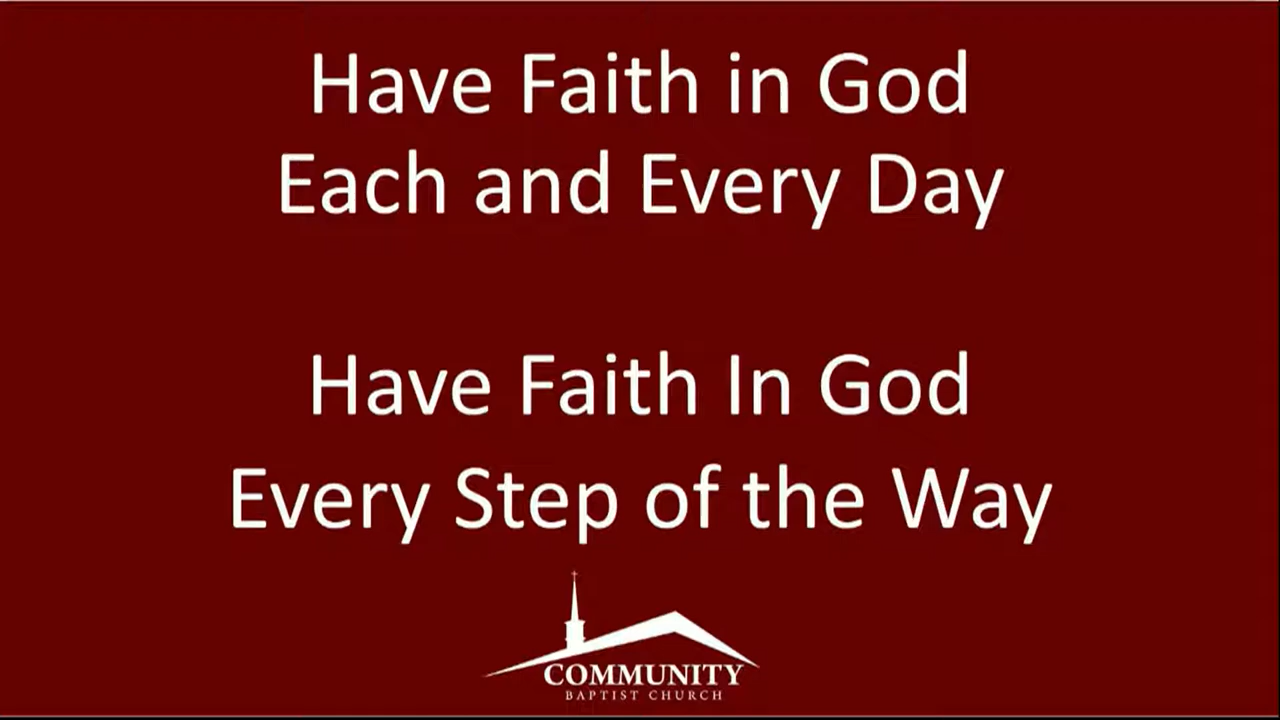 Have Faith in God
Each and Every Day
Have Faith In God
Every Step of the Way
COMMUNITY
BAPTIST CHURCH